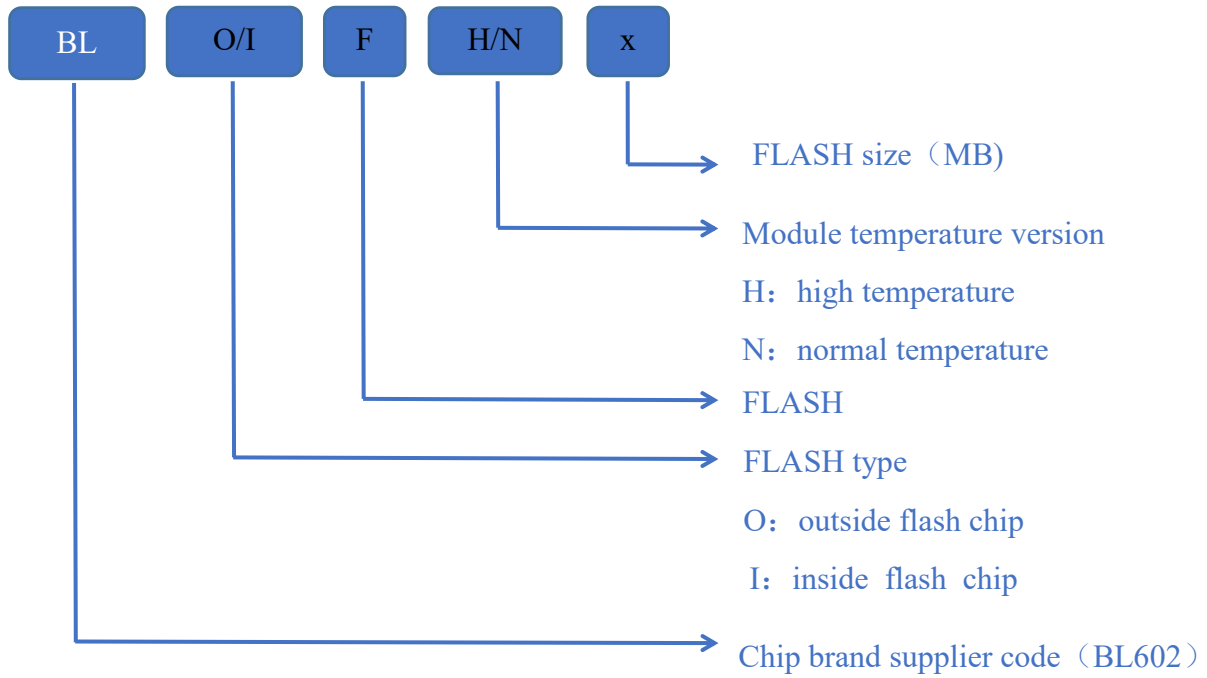 BL O/I F H/N x
FLASH size（MB)
Module temperature version
H：high temperature
N：normal temperature
FLASH
FLASH type
O：outside flash chip
I：inside flash chip
Chip brand supplier code（BL602）